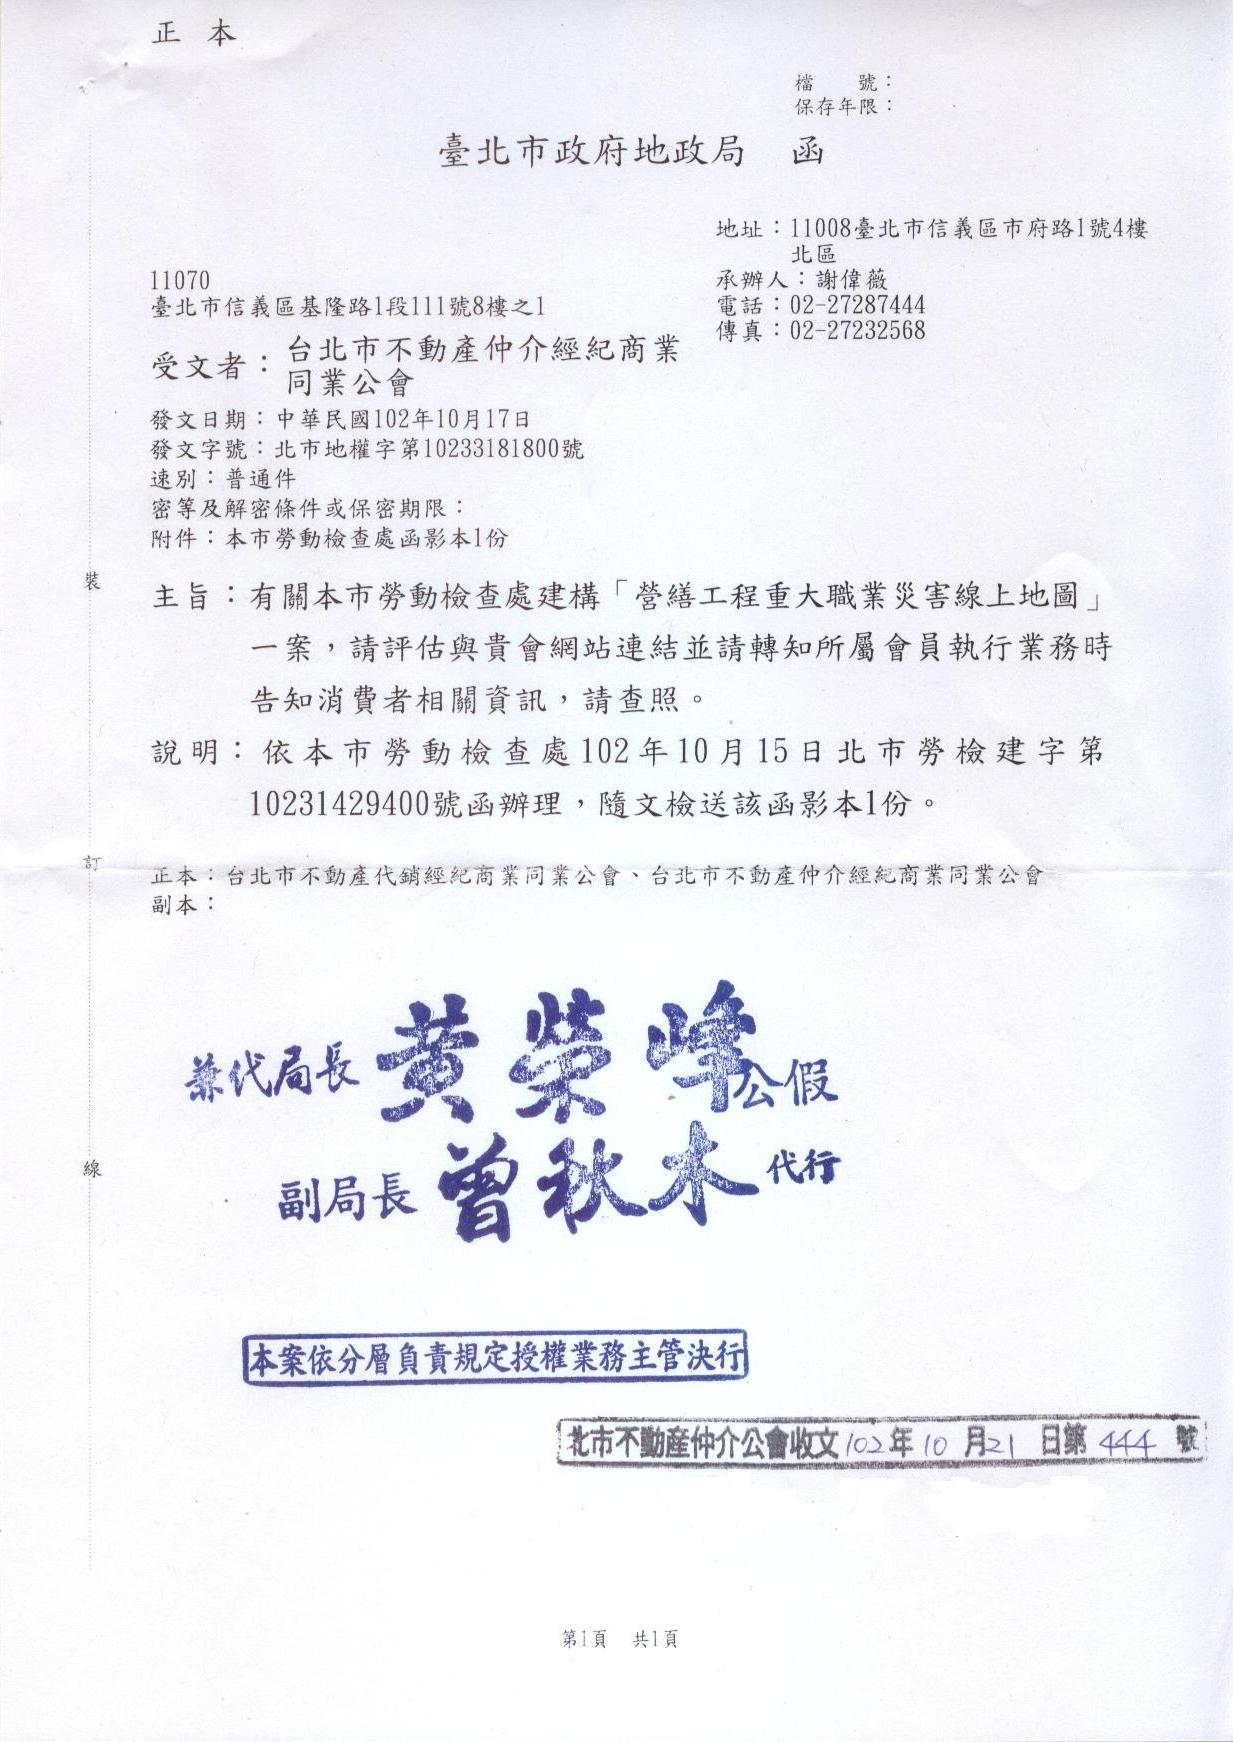 正 本
檔 號：
保存年限：
臺北市政府地政局 函
地址：11008臺北市信義區市府路1號4樓
北區
承辦人：謝偉薇
電話：02-27287444
傳真：02-27232568
11070
臺北市信義區基隆路1段111號8樓之1
受文者：台北市不動產仲介經紀商業
同業公會
發文日期：中華民國102年10月17日
發文字號：北市地權字第10233181800號
速別：普通件
密等及解密條件或保密期限：
附件：本市勞動檢查處函影本1份
主旨：有關本市勞動檢查處建構「營繕工程重大職業災害線上地圖」
一案，請評估與貴會網站連結並請轉知所屬會員執行業務時
告知消費者相關資訊，請查照。
說明：依本市勞動檢查處102年10月15日北市勞檢建字第
10231429400號函辦理，隨文檢送該函影本1份。
正本：台北市不動產代銷經紀商業同業公會、台北市不動產仲介經紀商業同業公會
副本：
裝
訂
線
兼代局長 黃榮峰 公假
副局長 曾秋木 代行
本案依分層負責規定授權業務主管決行
北市不動產仲介公會收文102年10月21日第444號
第1頁 共1頁